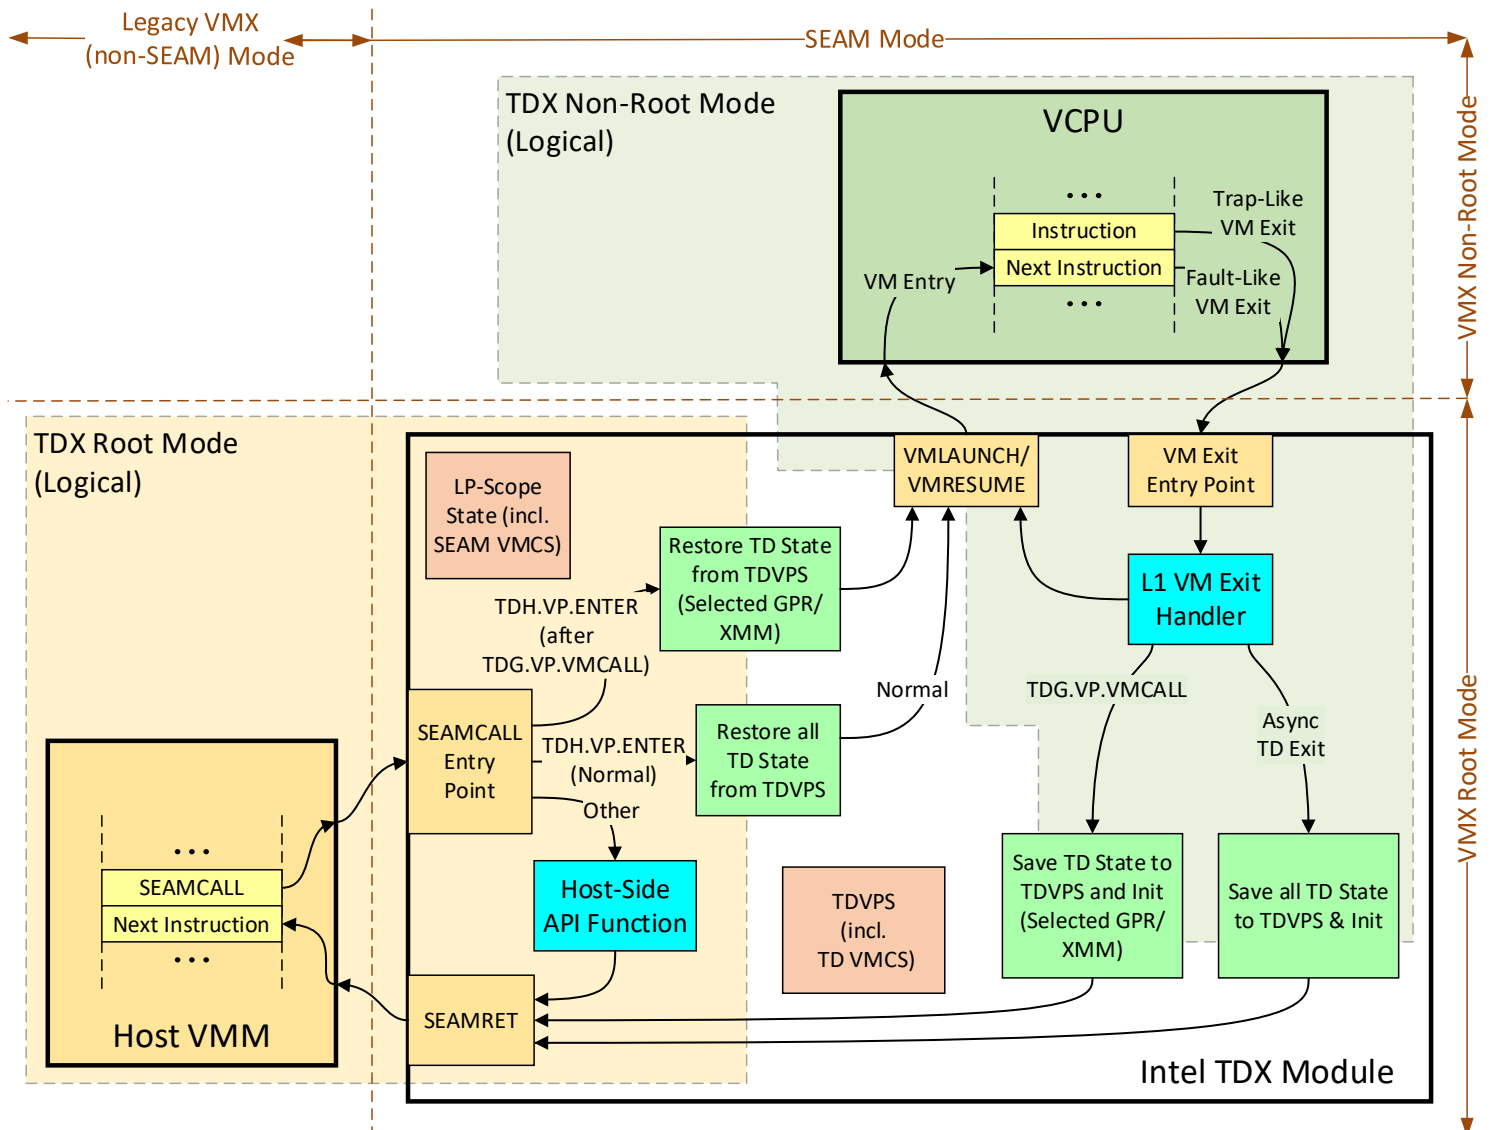 Legacy VMX
(non-SEAM) Mode
SEAM Mode
TDX Non-Root Mode
(Logical)
VCPU
VMX Non-Root Mode
• • •
Trap-Like
VM Exit
Instruction
Next Instruction
VM Entry
Fault-Like
VM Exit
• • •
TDX Root Mode
(Logical)
VMLAUNCH/
VMRESUME
VM Exit
Entry Point
LP-Scope
State (incl.
SEAM VMCS)
Restore TD State
from TDVPS
(Selected GPR/
XMM)
L1 VM Exit
Handler
TDH.VP.ENTER
(after
TDG.VP.VMCALL)
Normal
TDG.VP.VMCALL
Async
TD Exit
VMX Root Mode
SEAMCALL
Entry
Point
TDH.VP.ENTER
(Normal)
Restore all
TD State
from TDVPS
Other
• • •
SEAMCALL
Next Instruction
• • •
Host VMM
Host-Side
API Function
TDVPS
(incl.
TD VMCS)
Save TD State to
TDVPS and Init
(Selected GPR/
XMM)
Save all TD State
to TDVPS & Init
SEAMRET
Intel TDX Module